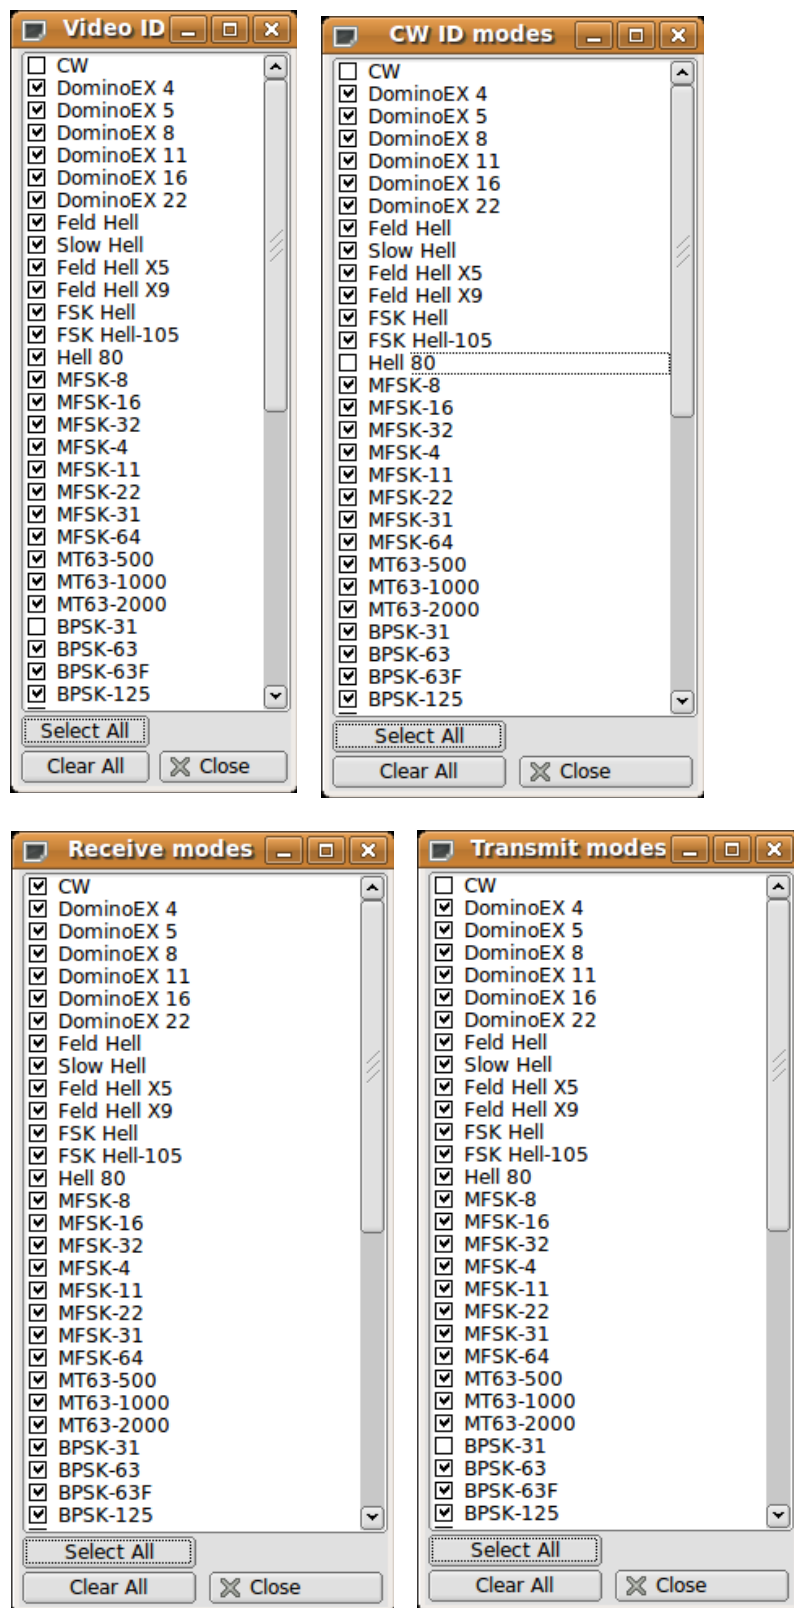 Video ID
CW
DominoEX 4
DominoEX 5
DominoEX 8
DominoEX 11
DominoEX 16
DominoEX 22
Feld Hell
Slow Hell
Feld Hell X5
Feld Hell X9
FSK Hell
FSK Hell-105
Hell 80
MFSK-8
MFSK-16
MFSK-32
MFSK-4
MFSK-11
MFSK-22
MFSK-31
MFSK-64
MT63-500
MT63-1000
MT63-2000
BPSK-31
BPSK-63
BPSK-63F
BPSK-125
Select All
Clear All
Close
CW ID modes
CW
DominoEX 4
DominoEX 5
DominoEX 8
DominoEX 11
DominoEX 16
DominoEX 22
Feld Hell
Slow Hell
Feld Hell X5
Feld Hell X9
FSK Hell
FSK Hell-105
Hell 80
MFSK-8
MFSK-16
MFSK-32
MFSK-4
MFSK-11
MFSK-22
MFSK-31
MFSK-64
MT63-500
MT63-1000
MT63-2000
BPSK-31
BPSK-63
BPSK-63F
BPSK-125
Select All
Clear All
Close
Receive modes
CW
DominoEX 4
DominoEX 5
DominoEX 8
DominoEX 11
DominoEX 16
DominoEX 22
Feld Hell
Slow Hell
Feld Hell X5
Feld Hell X9
FSK Hell
FSK Hell-105
Hell 80
MFSK-8
MFSK-16
MFSK-32
MFSK-4
MFSK-11
MFSK-22
MFSK-31
MFSK-64
MT63-500
MT63-1000
MT63-2000
BPSK-31
BPSK-63
BPSK-63F
BPSK-125
Select All
Clear All
Close
Transmit modes
CW
DominoEX 4
DominoEX 5
DominoEX 8
DominoEX 11
DominoEX 16
DominoEX 22
Feld Hell
Slow Hell
Feld Hell X5
Feld Hell X9
FSK Hell
FSK Hell-105
Hell 80
MFSK-8
MFSK-16
MFSK-32
MFSK-4
MFSK-11
MFSK-22
MFSK-31
MFSK-64
MT63-500
MT63-1000
MT63-2000
BPSK-31
BPSK-63
BPSK-63F
BPSK-125
Select All
Clear All
Close